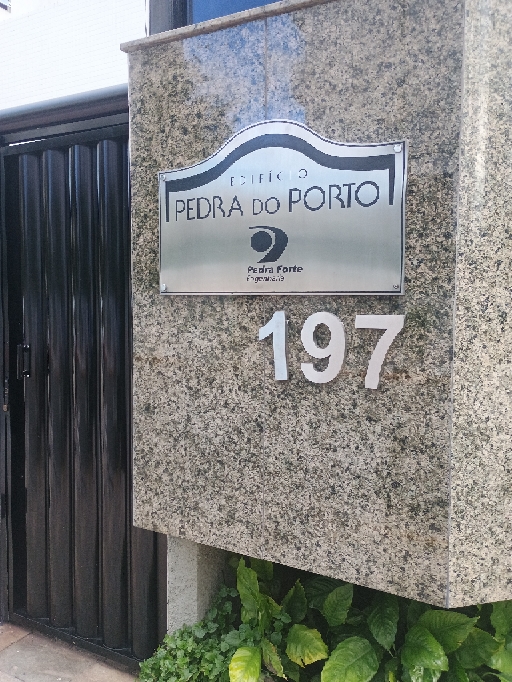 EDIFÍCIO
PEDRA DO PORTO
Pedra Forte
Engenharia
197